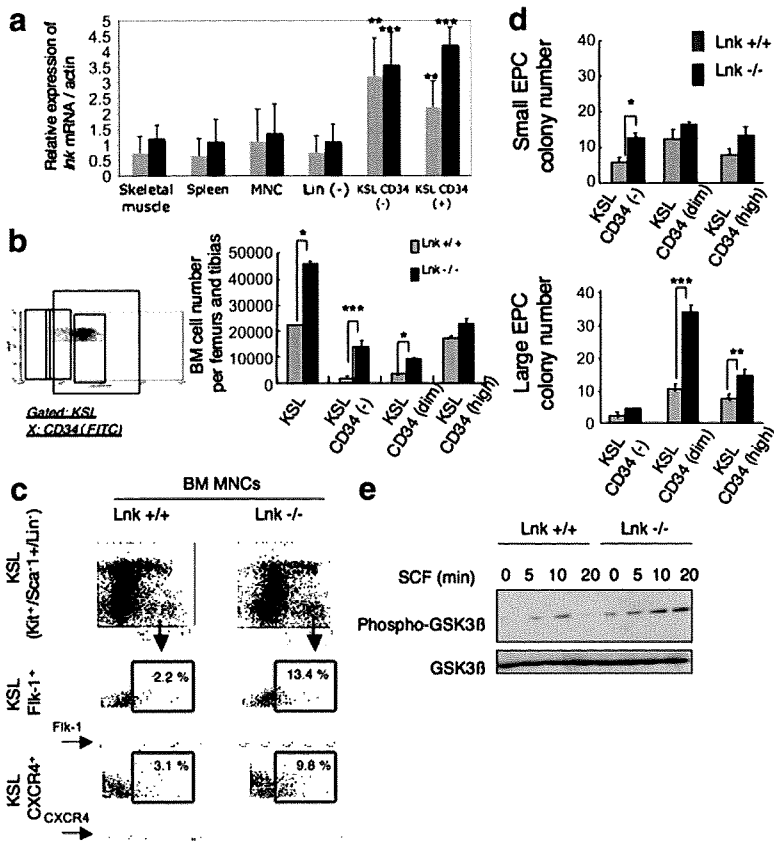 a
Relative expression of
lnk mRNA / actin
5
4.5
4
3.5
3
2.5
2
1.5
1
0.5
0
** *** ** ***
Skeletal muscle
Spleen
MNC
Lin (-)
KSL CD34 (-)
KSL CD34 (+)
b
Gated: KSL
X: CD34(FITC)
BM cell number
per femurs and tibias
50000
40000
30000
20000
10000
0
* *** *
Lnk +/+
Lnk -/-
KSL
KSL CD34 (-)
KSL CD34 (dim)
KSL CD34 (high)
c
BM MNCs
Lnk +/+ Lnk -/-
KSL
(Kit+/Sca-1+/Lin-)
KSL
Flk-1+
2.2 % 13.4 %
Flk-1
KSL
CXCR4+
3.1 % 9.8 %
CXCR4
d
Lnk +/+
Lnk -/-
Small EPC
colony number
40
30
20
10
0
*
KSL CD34 (-)
KSL CD34 (dim)
KSL CD34 (high)
Large EPC
colony number
40
30
20
10
0
*** **
KSL CD34 (-)
KSL CD34 (dim)
KSL CD34 (high)
e
Lnk +/+ Lnk -/-
SCF (min) 0 5 10 20 0 5 10 20
Phospho-GSK3ß
GSK3ß